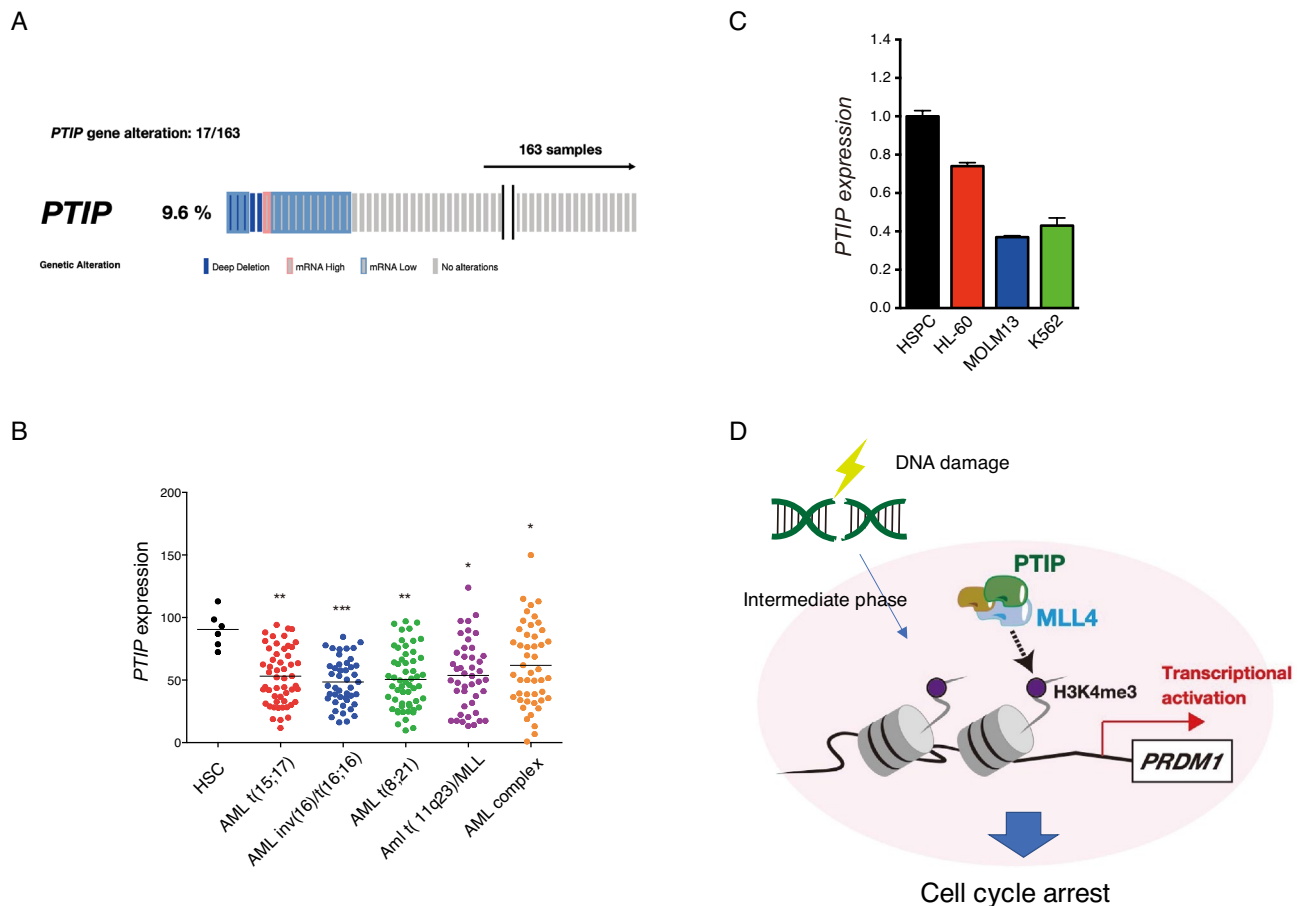 A
PTIP gene alteration: 17/163
163 samples
PTIP
9.6 %
Genetic Alteration
Deep Deletion
mRNA High
mRNA Low
No alterations
B
PTIP expression
200
150
100
50
0
**
***
**
*
*
HSC
AML t(15;17)
AML inv(16)/t(16;16)
AML t(8;21)
Aml t( 11q23)/MLL
AML complex
C
PTIP expression
1.4
1.2
1.0
0.8
0.6
0.4
0.2
0.0
HSPC
HL-60
MOLM13
K562
D
DNA damage
Intermediate phase
PTIP
MLL4
H3K4me3
Transcriptional
activation
PRDM1
Cell cycle arrest